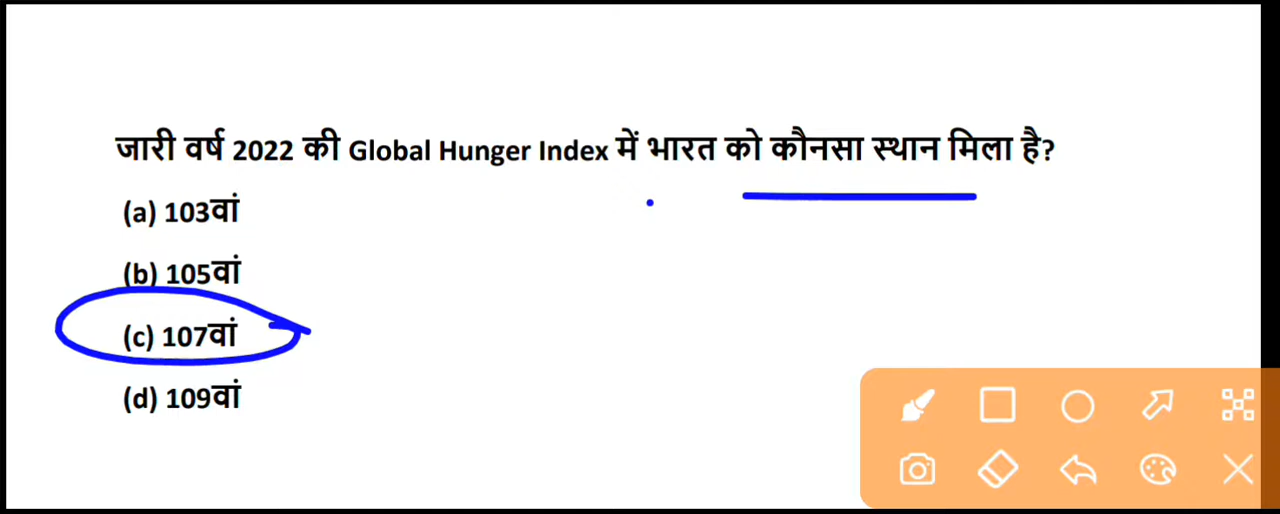 जारी वर्ष 2022 की Global Hunger Index में भारत को कौनसा स्थान मिला है?
(a) 103वां
(b) 105वां
(c) 107वां
(d) 109वां